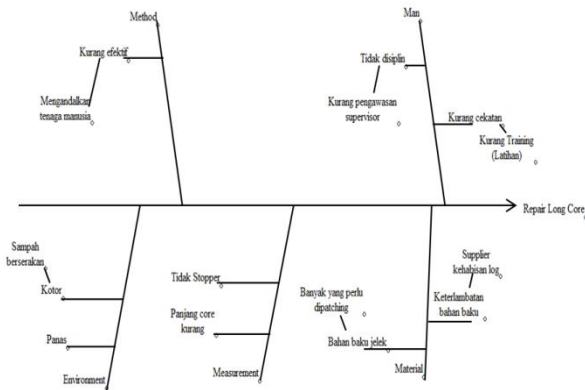 Method
Man
Kurang efektif
Tidak disiplin
Mengandalkan
tenaga manusia
Kurang pengawasan
supervisor
Kurang cekatan
Kurang Training
(Latihan)
Repair Long Core
Sampah
berserakan
Kotor
Panas
Environment
Tidak Stopper
Panjang core
kurang
Measurement
Banyak yang perlu
dipatching
Bahan baku jelek
Material
Supplier
kehabisan log
Keterlambatan
bahan baku